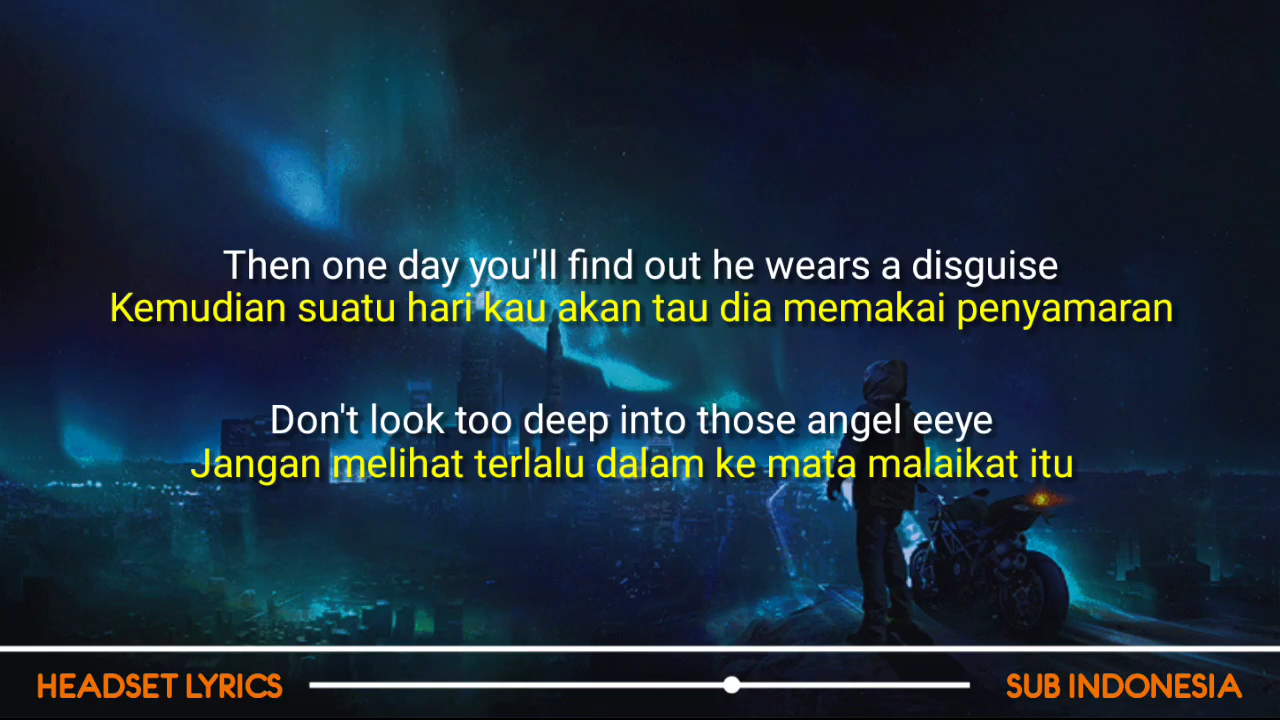 Then one day you'll find out he wears a disguise
Kemudian suatu hari kau akan tau dia memakai penyamaran
Don't look too deep into those angel eeye
Jangan melihat terlalu dalam ke mata malaikat itu
HEADSET LYRICS
SUB INDONESIA